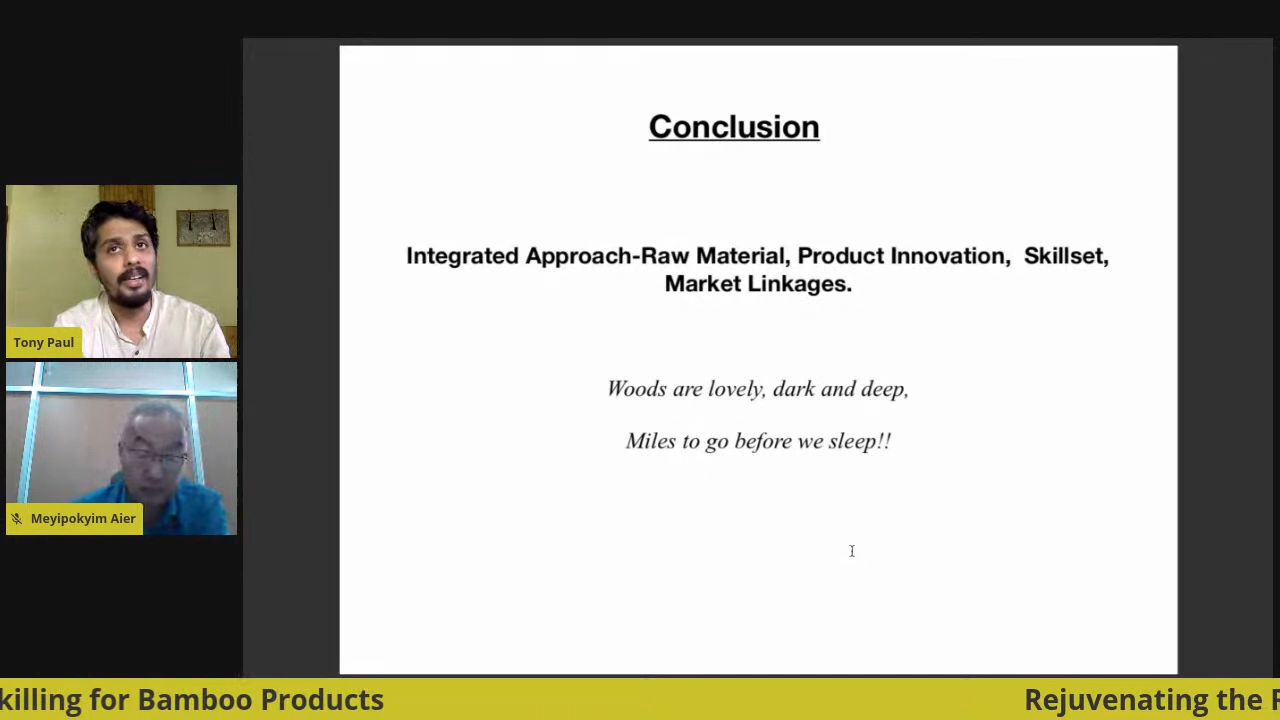 Conclusion
Integrated Approach-Raw Material, Product Innovation,  Skillset,
Market Linkages.
Woods are lovely, dark and deep,
Miles to go before we sleep!!
Tony Paul
Meyipokyim Aier
killing for Bamboo Products
Rejuvenating the